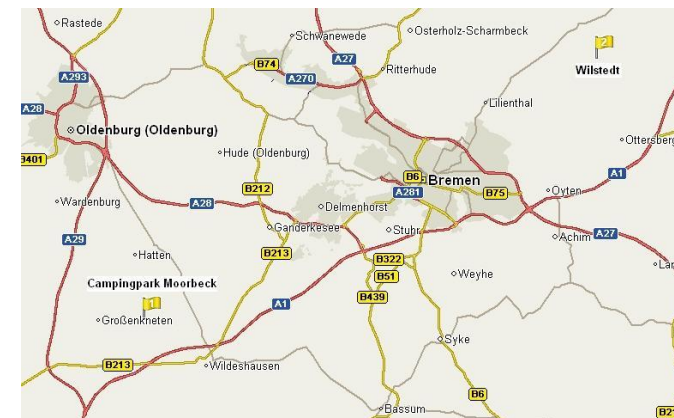 Rastede
Schwanewede
Osterholz-Scharmbeck
2
A27
B74
Wilstedt
A293
A270
Ritterhude
A28
Lilienthal
Oldenburg (Oldenburg)
Ottersberg
B401
Hude (Oldenburg)
B6
Bremen
A1
B212
A281
B75
Oyten
Wardenburg
A28
Delmenhorst
A29
Ganderkesee
Stuhr
Achim
A27
Hatten
B213
B322
B51
Weyhe
Campingpark Moorbeck
B439
1
A1
Großenkneten
Syke
B213
Wildeshausen
B6
Bassum